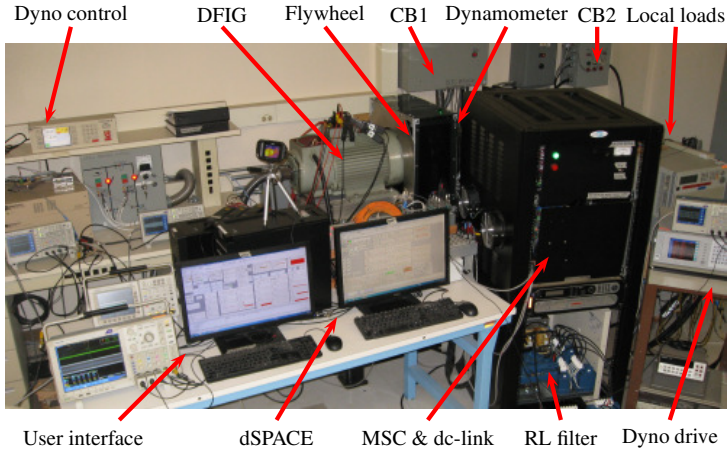 Dyno control
DFIG
Flywheel
CB1
Dynamometer
CB2
Local loads
User interface
dSPACE
MSC & dc-link
RL filter
Dyno drive